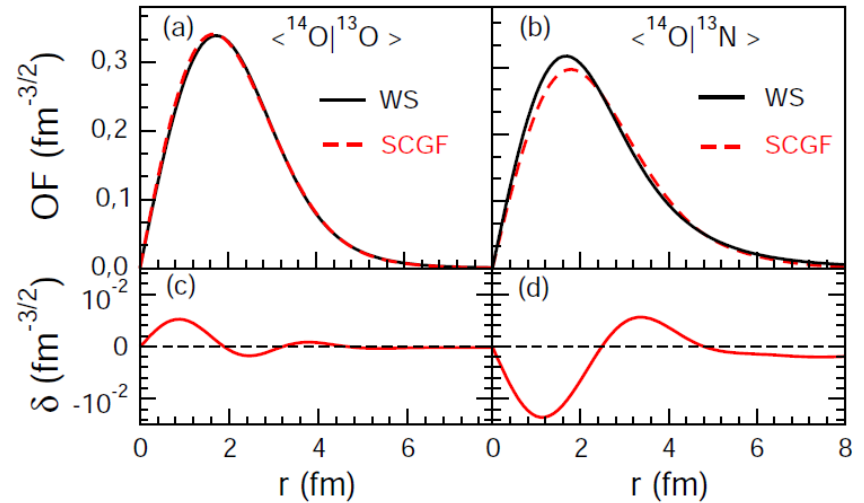 (a) < ¹⁴O|¹³O >
(b) < ¹⁴O|¹³N >
0,3
0,2
0,1
0,0
OF (fm⁻³/²)
WS
SCGF
WS
SCGF
(c)
(d)
10⁻²
0
-10⁻²
δ (fm⁻³/²)
0 2 4 6 0 2 4 6 8
r (fm) r (fm)